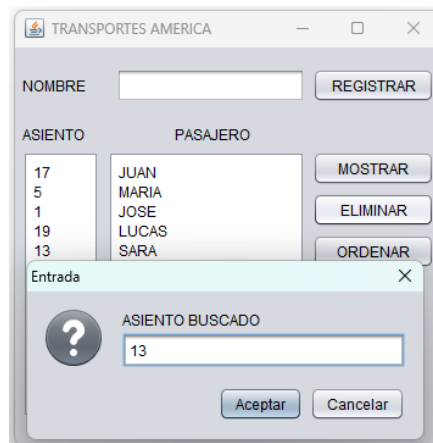 TRANSPORTES AMERICA
NOMBRE REGISTRAR
ASIENTO PASAJERO
17 JUAN MOSTRAR
5 MARIA
1 JOSE ELIMINAR
19 LUCAS
13 SARA ORDENAR
Entrada
ASIENTO BUSCADO
13
Aceptar Cancelar